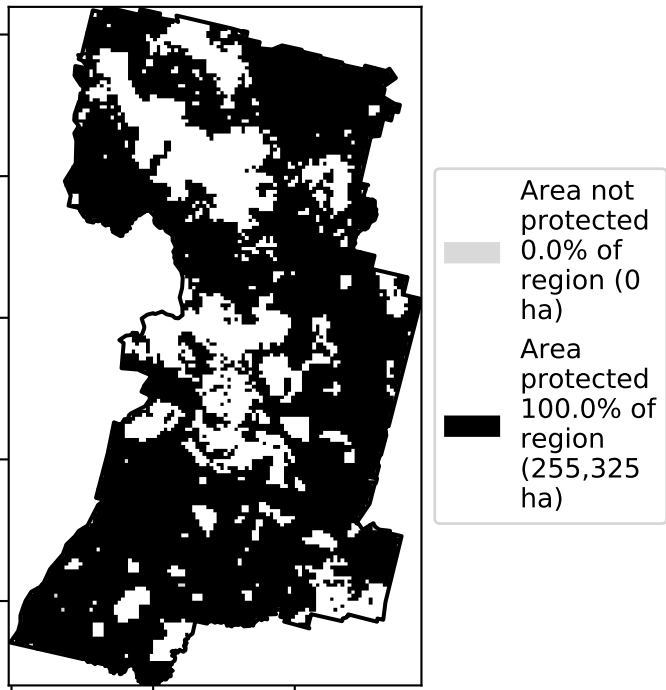 Area not
protected
0.0% of
region (0
ha)
Area
protected
100.0% of
region
(255,325
ha)